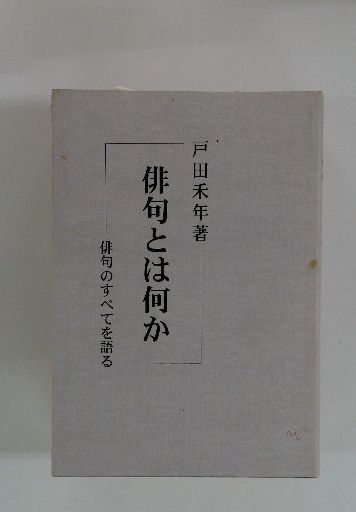 戸田禾年著
俳句とは何か
俳句のすべてを語る